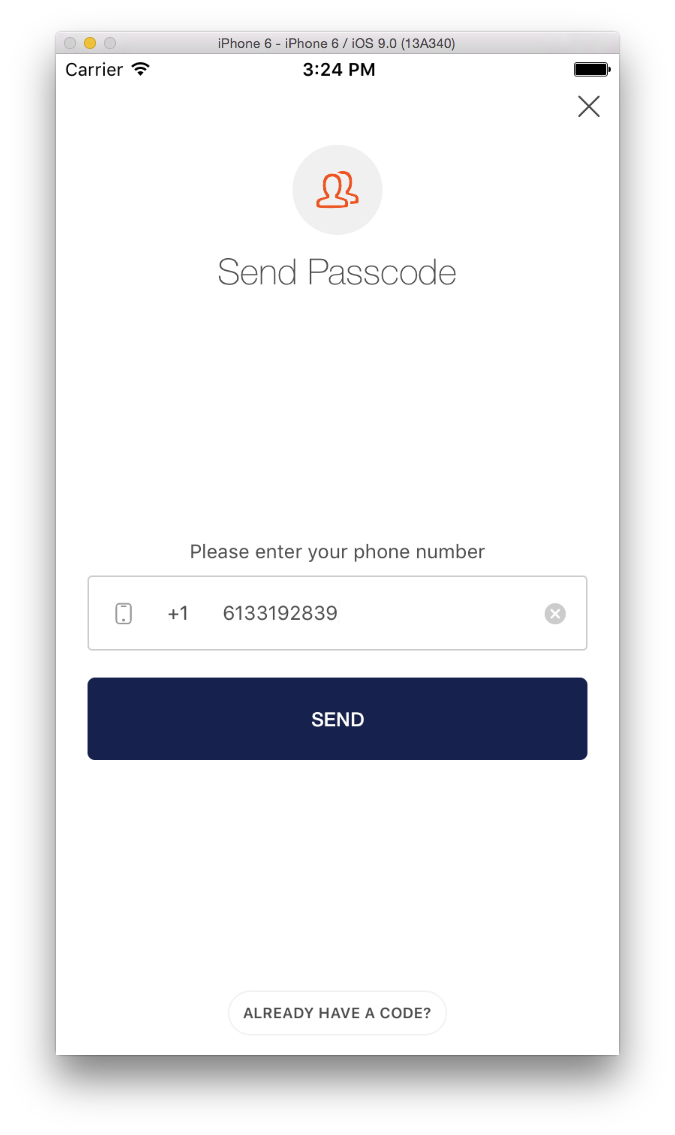 iPhone 6 - iPhone 6 / iOS 9.0 (13A340)
Carrier 3:24 PM
Send Passcode
Please enter your phone number
+1 6133192839
SEND
ALREADY HAVE A CODE?